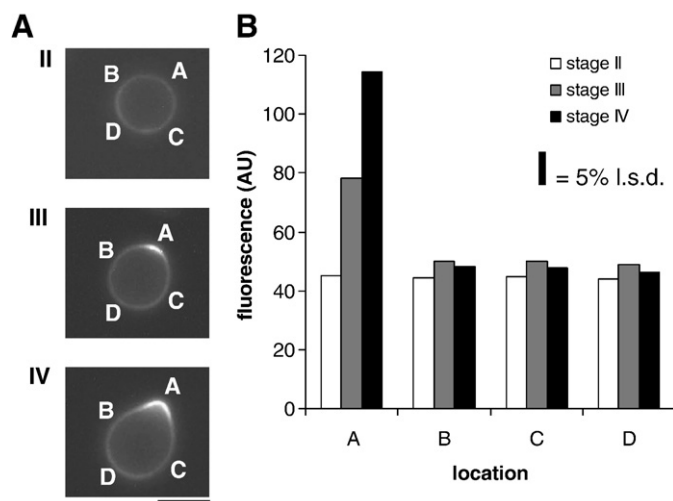 A
II
B A
D C
III
A
B
D C
IV
A
B
D C
B
120
100
80
60
40
20
0
fluorescence (AU)
stage II
stage III
stage IV
= 5% l.s.d.
A B C D
location